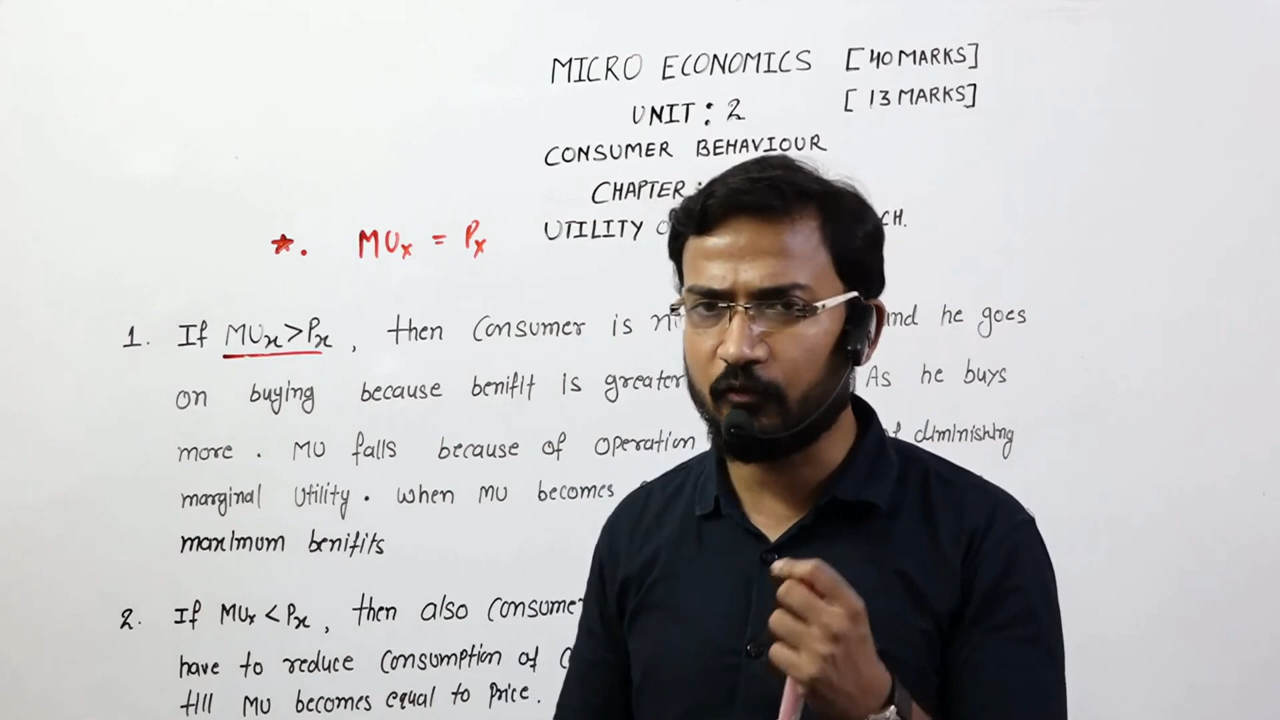 MICRO ECONOMICS [40 MARKS]
UNIT : 2 [13 MARKS]
CONSUMER BEHAVIOUR
CHAPTER :
UTILITY CH.
★. MUx = Px
1. If MUx > Px, then Consumer is and he goes
on buying because benifit is greater As he buys
more. MU falls because of operation of diminishing
marginal Utility. When MU becomes
maximum benifits
2. If MUx < Px, then also Consumer
have to reduce Consumption of
till MU becomes equal to Price.